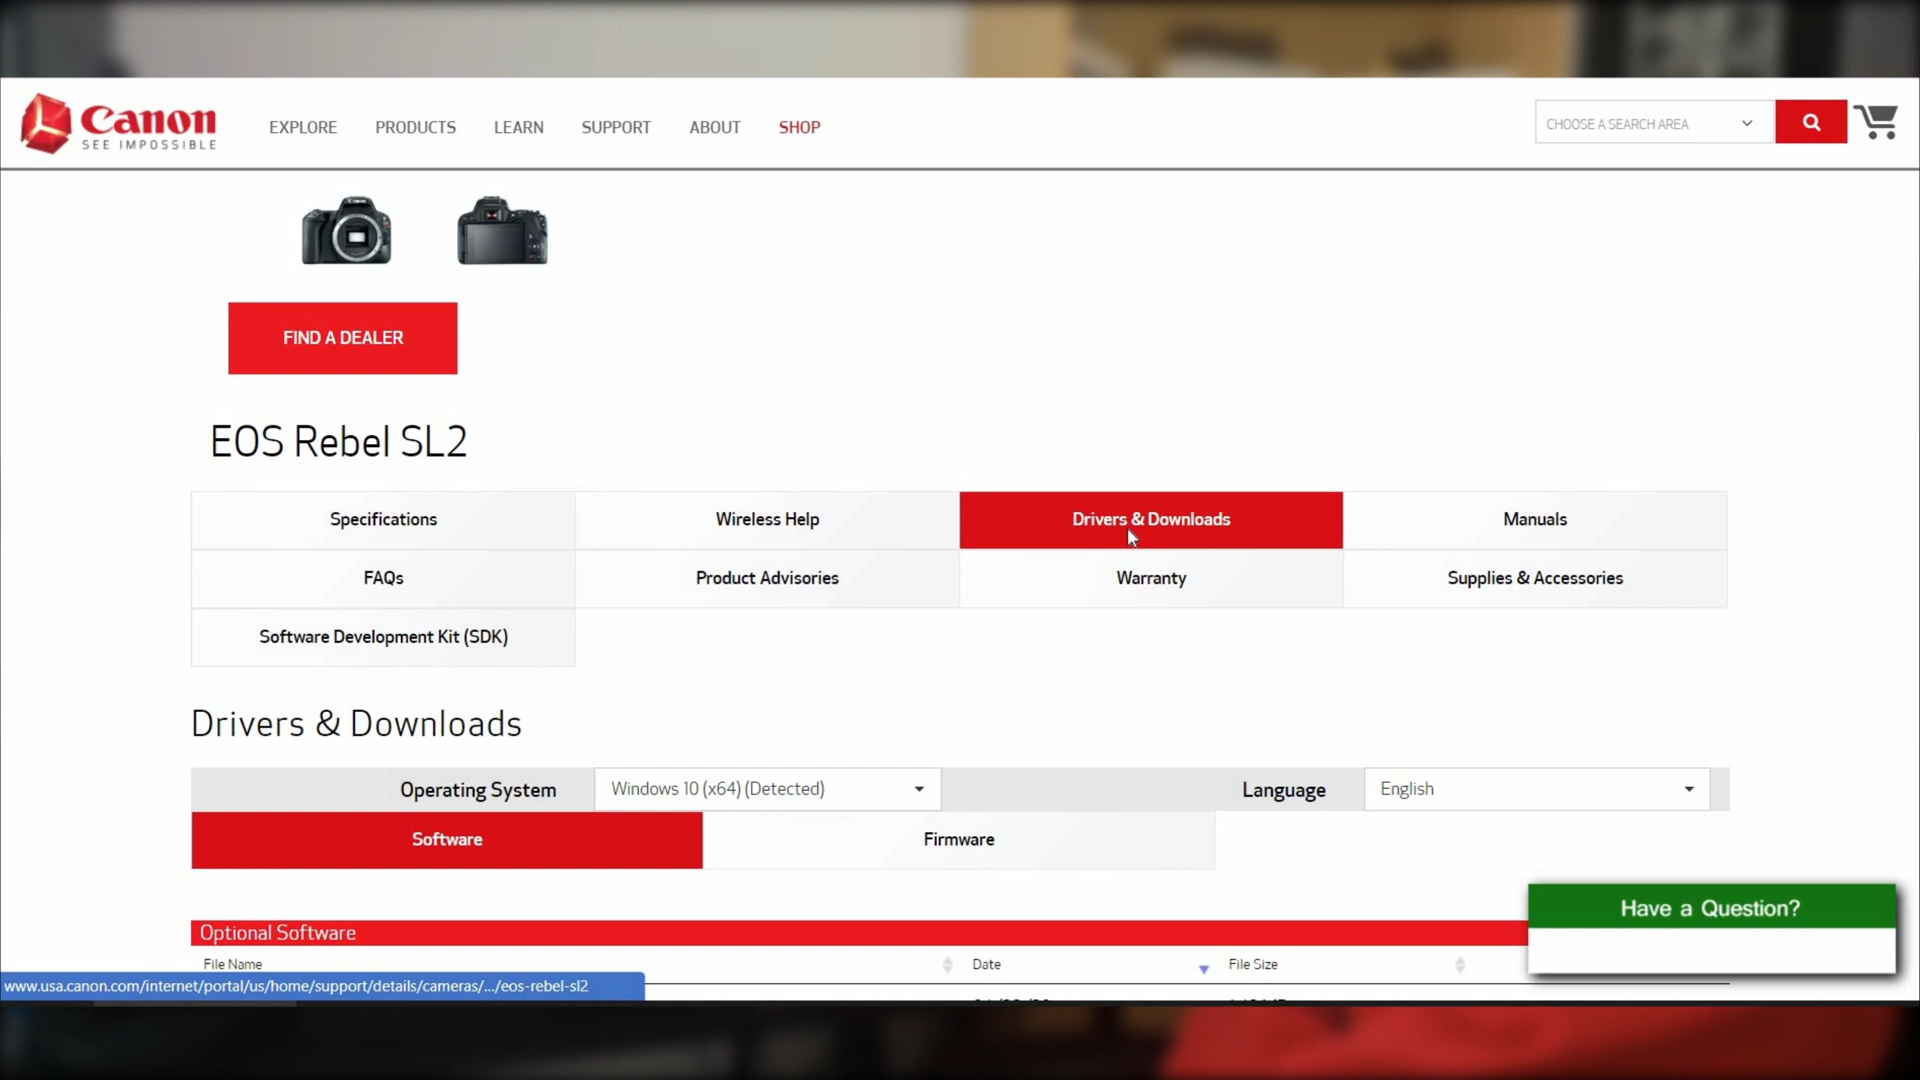 Canon
SEE IMPOSSIBLE
EXPLORE PRODUCTS LEARN SUPPORT ABOUT SHOP
CHOOSE A SEARCH AREA
FIND A DEALER
EOS Rebel SL2
Specifications Wireless Help Drivers & Downloads Manuals
FAQs Product Advisories Warranty Supplies & Accessories
Software Development Kit (SDK)
Drivers & Downloads
Operating System Windows 10 (x64) (Detected) Language English
Software Firmware
Have a Question?
Optional Software
File Name Date File Size
www.usa.canon.com/internet/portal/us/home/support/details/cameras/.../eos-rebel-sl2